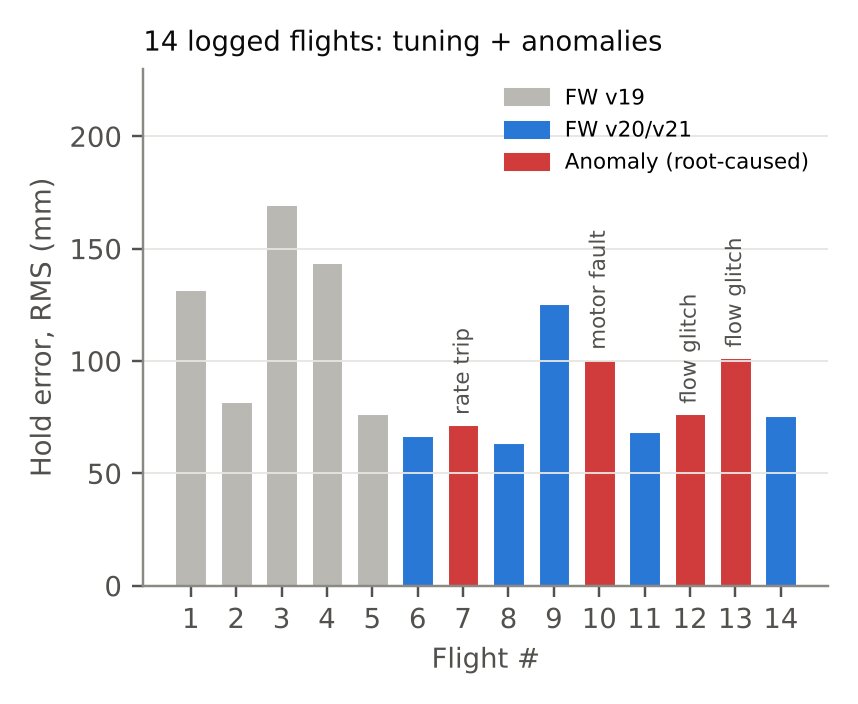 14 logged flights: tuning + anomalies
FW v19
FW v20/v21
Anomaly (root-caused)
Hold error, RMS (mm)
200
150
100
50
0
rate trip
motor fault
flow glitch
flow glitch
1 2 3 4 5 6 7 8 9 10 11 12 13 14
Flight #